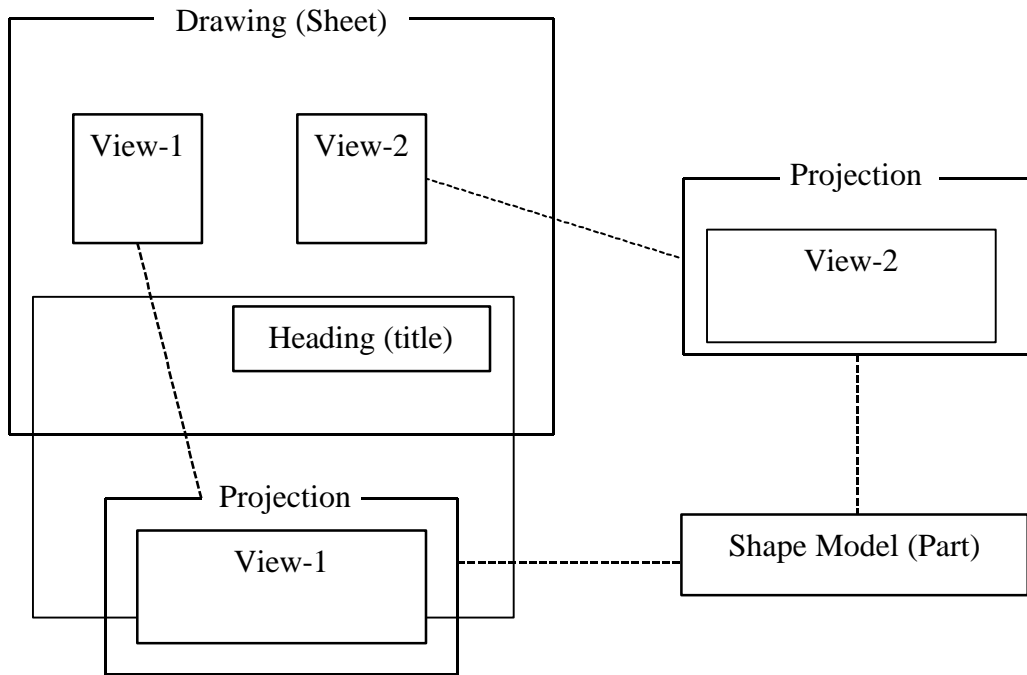 Drawing (Sheet)
View-1
View-2
Projection
View-2
Heading (title)
Projection
View-1
Shape Model (Part)